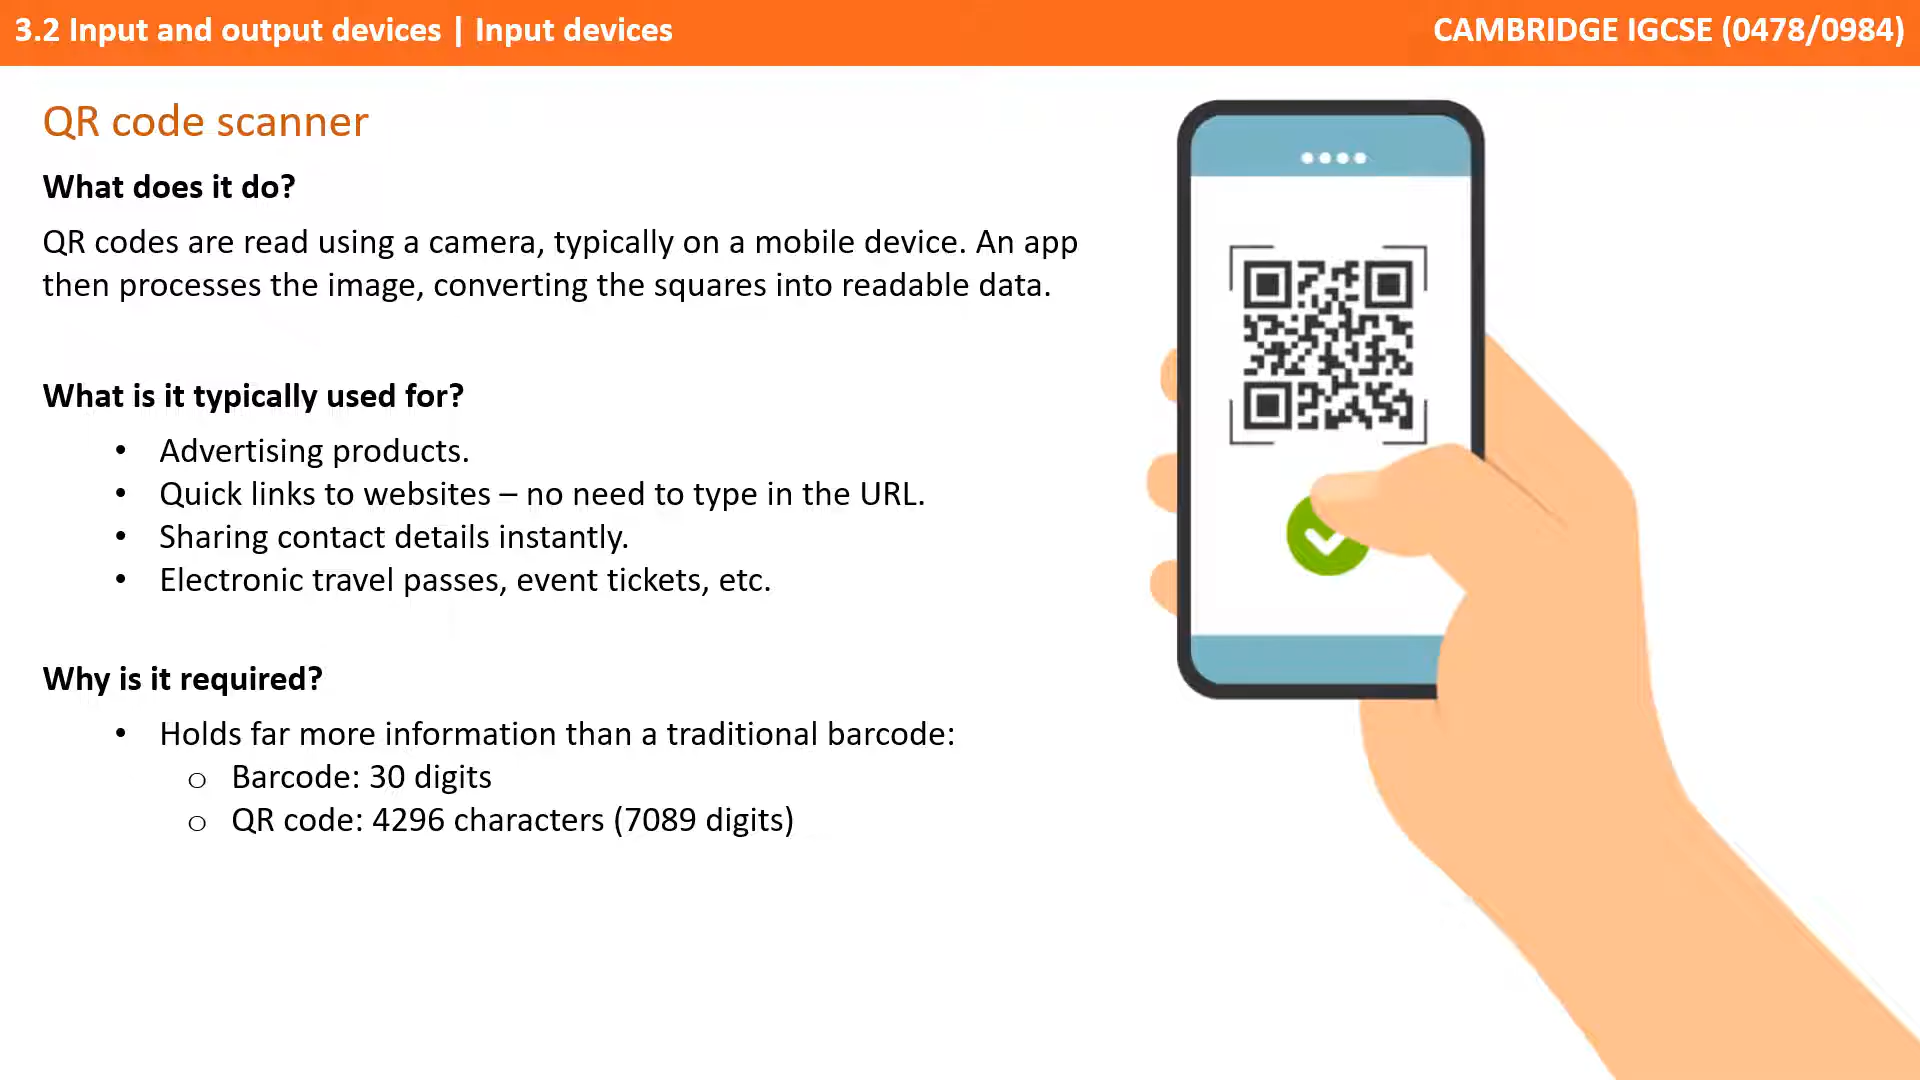 3.2 Input and output devices | Input devices
CAMBRIDGE IGCSE (0478/0984)
QR code scanner
What does it do?
QR codes are read using a camera, typically on a mobile device. An app
then processes the image, converting the squares into readable data.
What is it typically used for?
• Advertising products.
• Quick links to websites – no need to type in the URL.
• Sharing contact details instantly.
• Electronic travel passes, event tickets, etc.
Why is it required?
• Holds far more information than a traditional barcode:
o Barcode: 30 digits
o QR code: 4296 characters (7089 digits)